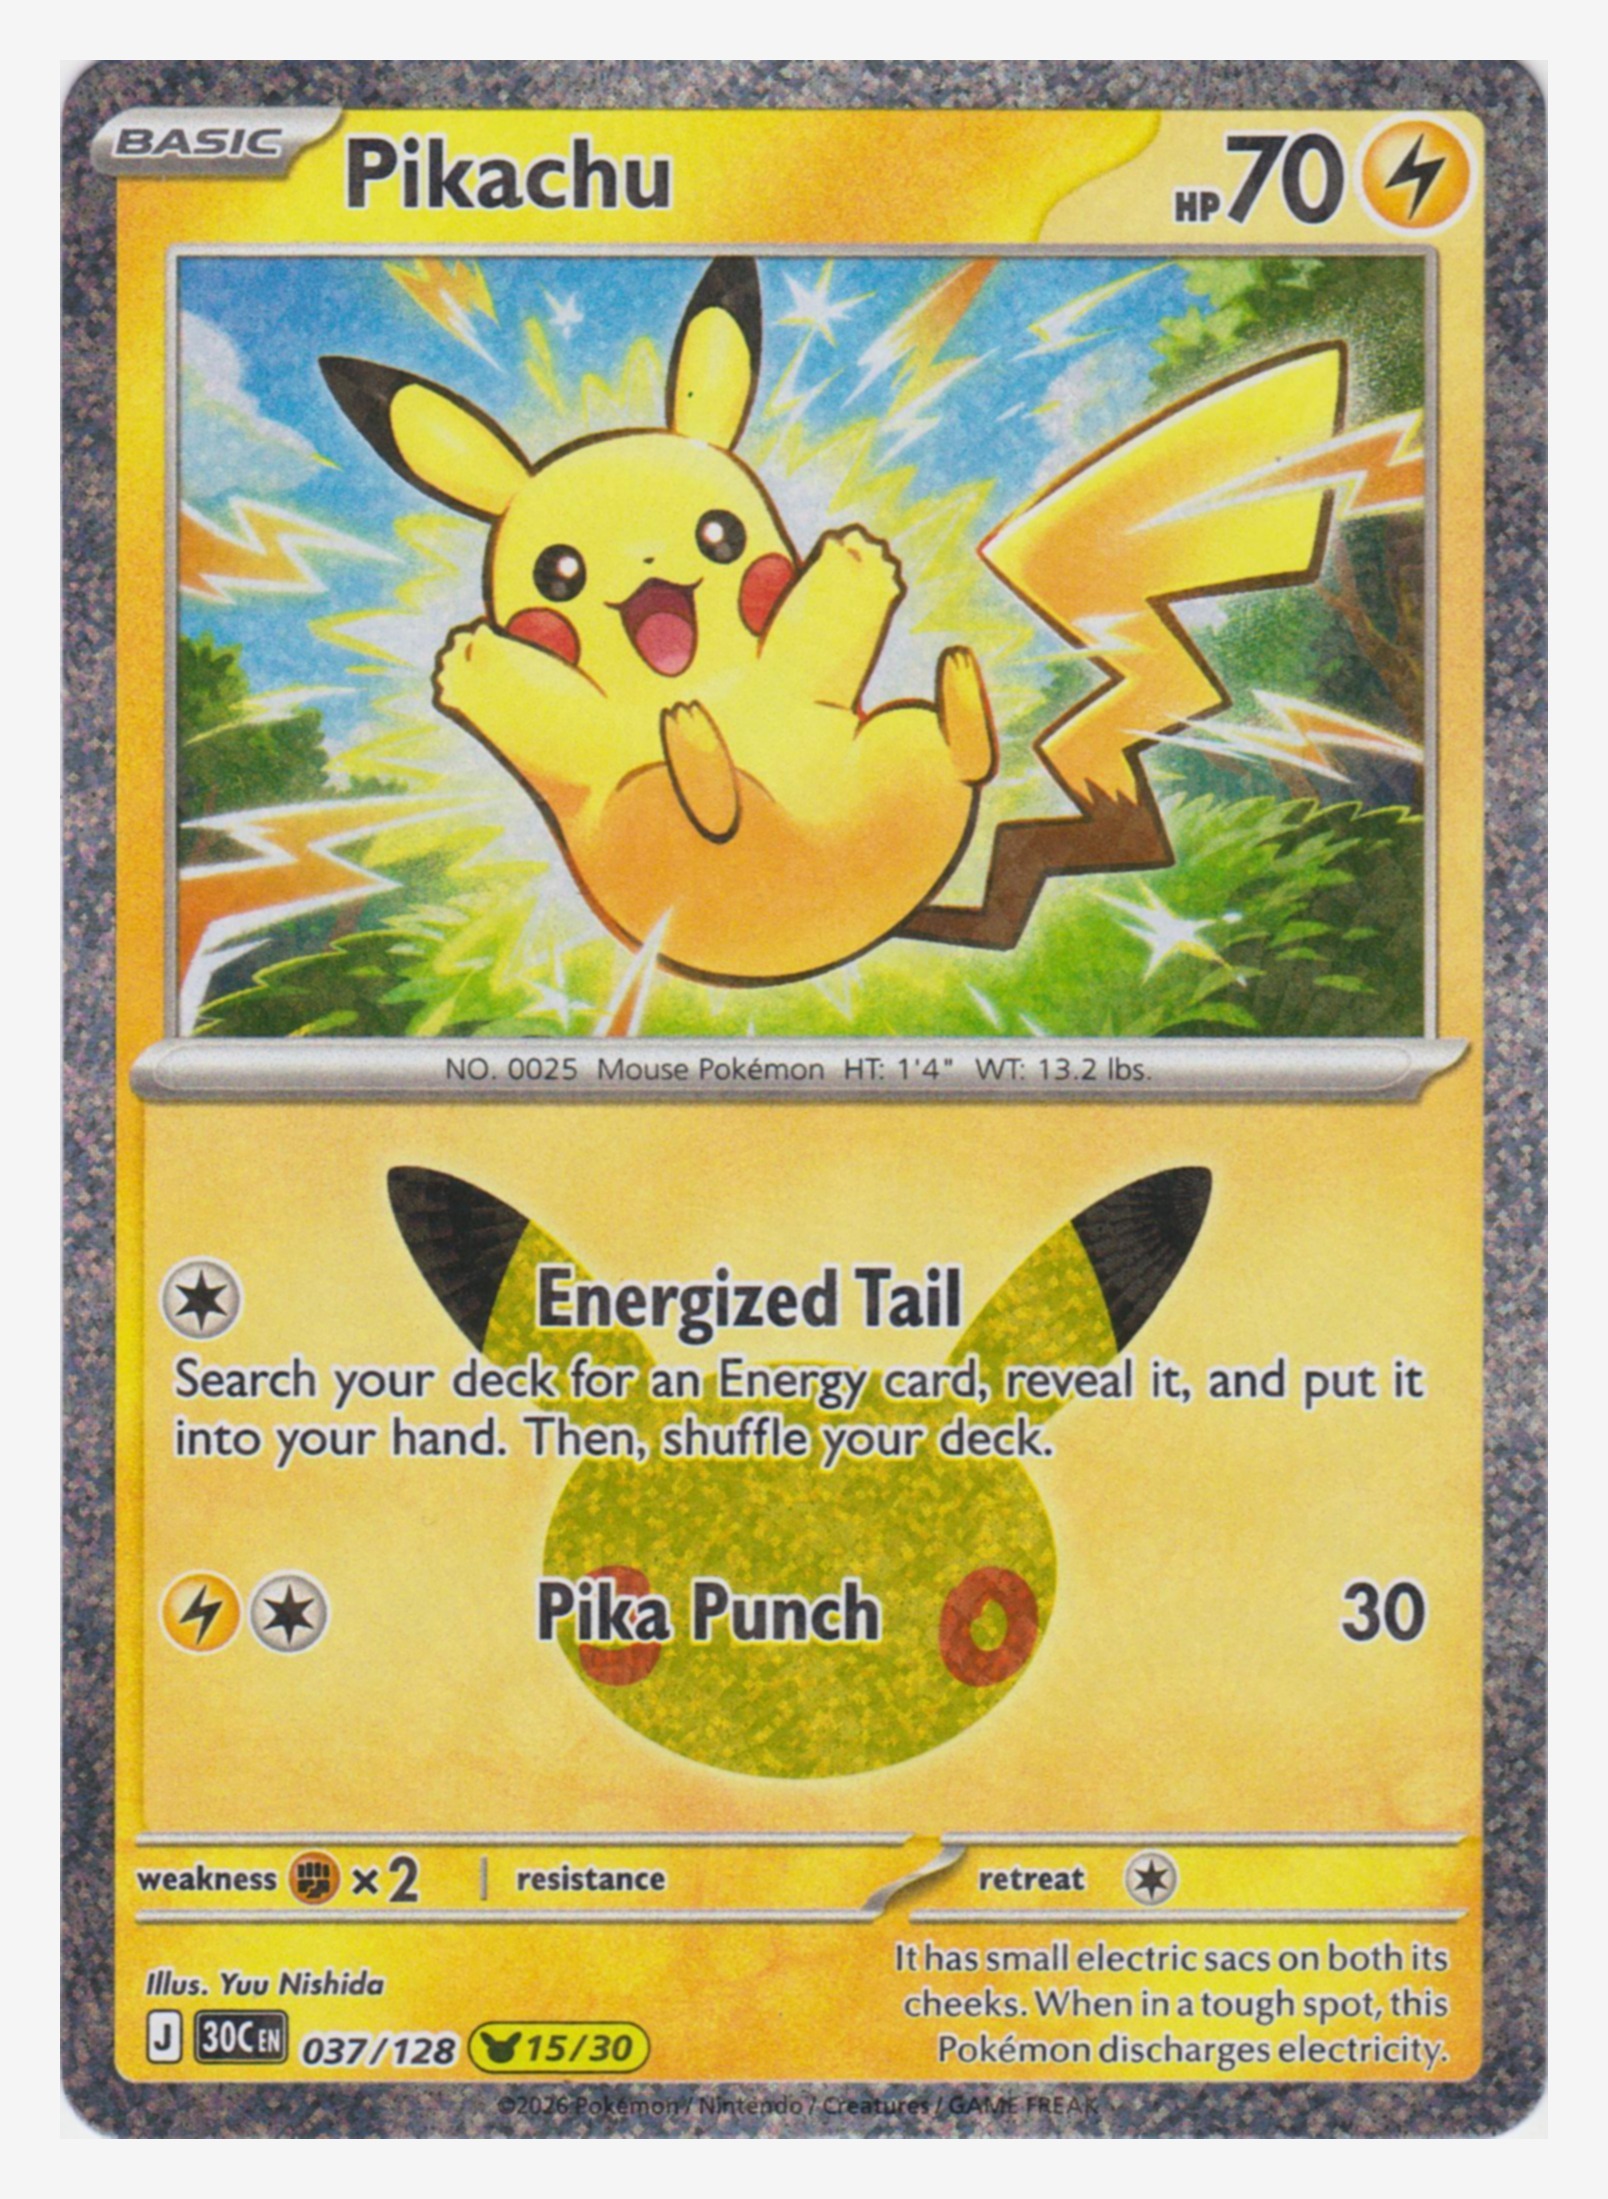 BASIC
Pikachu
HP 70
NO. 0025 Mouse Pokémon HT: 1'4" WT: 13.2 lbs.
Energized Tail
Search your deck for an Energy card, reveal it, and put it
into your hand. Then, shuffle your deck.
Pika Punch 30
weakness ×2 resistance retreat
Illus. Yuu Nishida
J 30C EN 037/128 15/30
It has small electric sacs on both its
cheeks. When in a tough spot, this
Pokémon discharges electricity.
©2026 Pokémon / Nintendo / Creatures / GAME FREAK